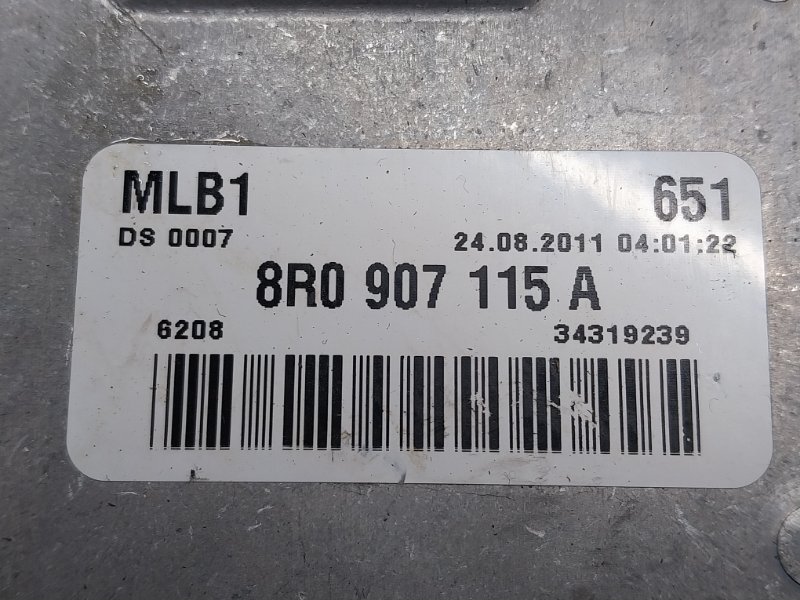 MLB1 651
DS 0007 24.08.2011 04:01:22
8R0 907 115 A
6208 34319239